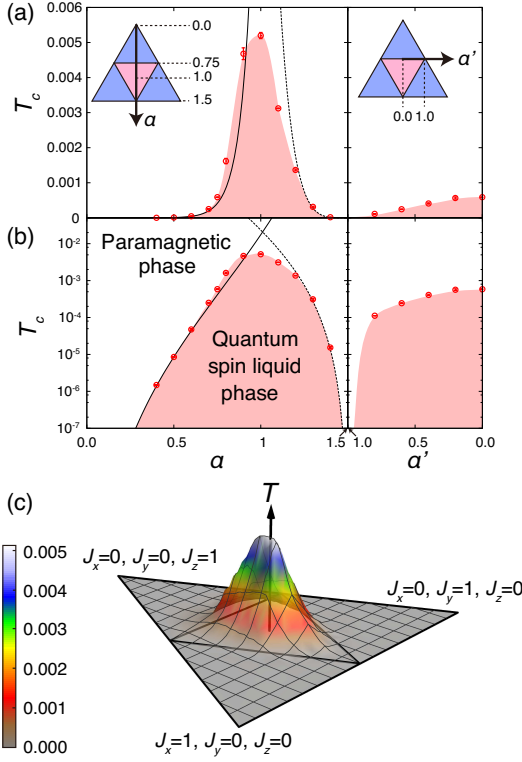 (a)
0.006
0.005
0.004
0.003
0.002
0.001
0
T_c
0.0
0.75
1.0
1.5
α
α'
0.0 1.0
(b)
10^-2
10^-3
10^-4
10^-5
10^-6
10^-7
T_c
Paramagnetic
phase
Quantum
spin liquid
phase
0.0 0.5 1 1.5 1.0 0.0
α α'
(c)
T
0.005
0.004
0.003
0.002
0.001
0.000
J_x=0, J_y=0, J_z=1
J_x=0, J_y=1, J_z=0
J_x=1, J_y=0, J_z=0